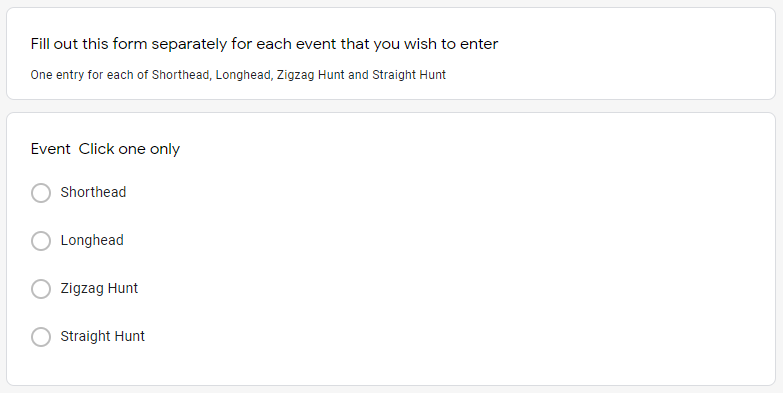 Fill out this form separately for each event that you wish to enter
One entry for each of Shorthead, Longhead, Zigzag Hunt and Straight Hunt
Event  Click one only
Shorthead
Longhead
Zigzag Hunt
Straight Hunt